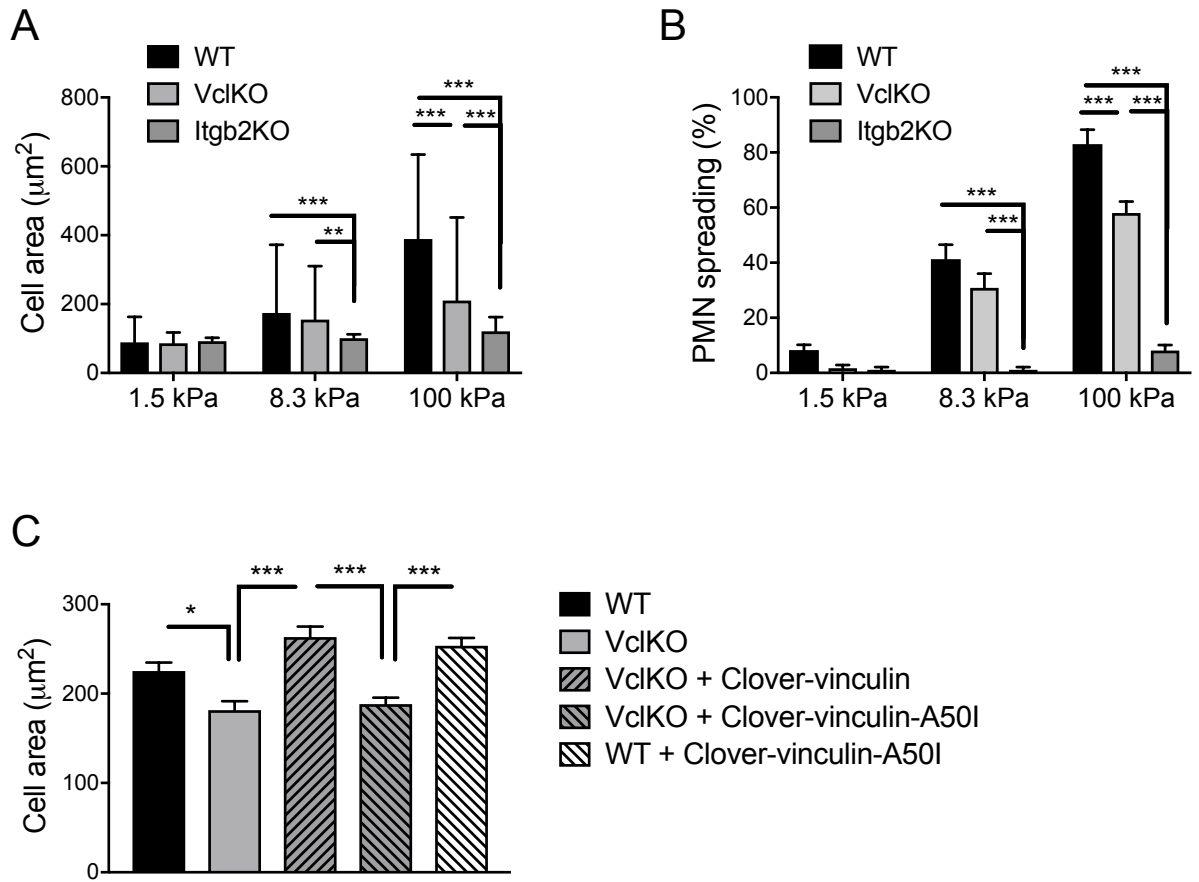 A
WT
VclKO
Itgb2KO
Cell area (μm²)
800
600
400
200
0
***
**
***
***
***
1.5 kPa
8.3 kPa
100 kPa
B
WT
VclKO
Itgb2KO
PMN spreading (%)
100
80
60
40
20
0
***
***
***
***
***
1.5 kPa
8.3 kPa
100 kPa
C
Cell area (μm²)
300
200
100
0
*
***
***
***
WT
VclKO
VclKO + Clover-vinculin
VclKO + Clover-vinculin-A50I
WT + Clover-vinculin-A50I